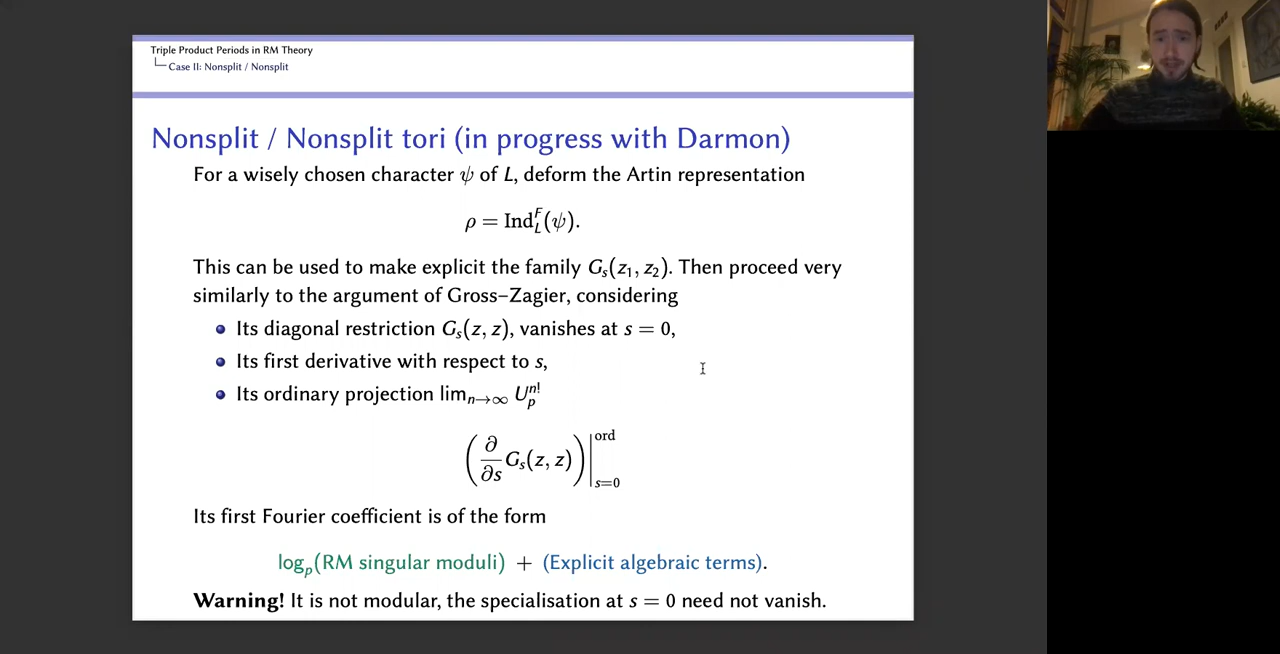 Triple Product Periods in RM Theory
Case II: Nonsplit / Nonsplit
Nonsplit / Nonsplit tori (in progress with Darmon)
For a wisely chosen character ψ of L, deform the Artin representation
ρ = Ind_L^F(ψ).
This can be used to make explicit the family G_s(z_1, z_2). Then proceed very
similarly to the argument of Gross–Zagier, considering
• Its diagonal restriction G_s(z, z), vanishes at s = 0,
• Its first derivative with respect to s,
• Its ordinary projection lim_{n→∞} U_p^{n!}
(∂/∂s G_s(z, z))|_{s=0}^{ord}
Its first Fourier coefficient is of the form
log_p(RM singular moduli) + (Explicit algebraic terms).
Warning! It is not modular, the specialisation at s = 0 need not vanish.